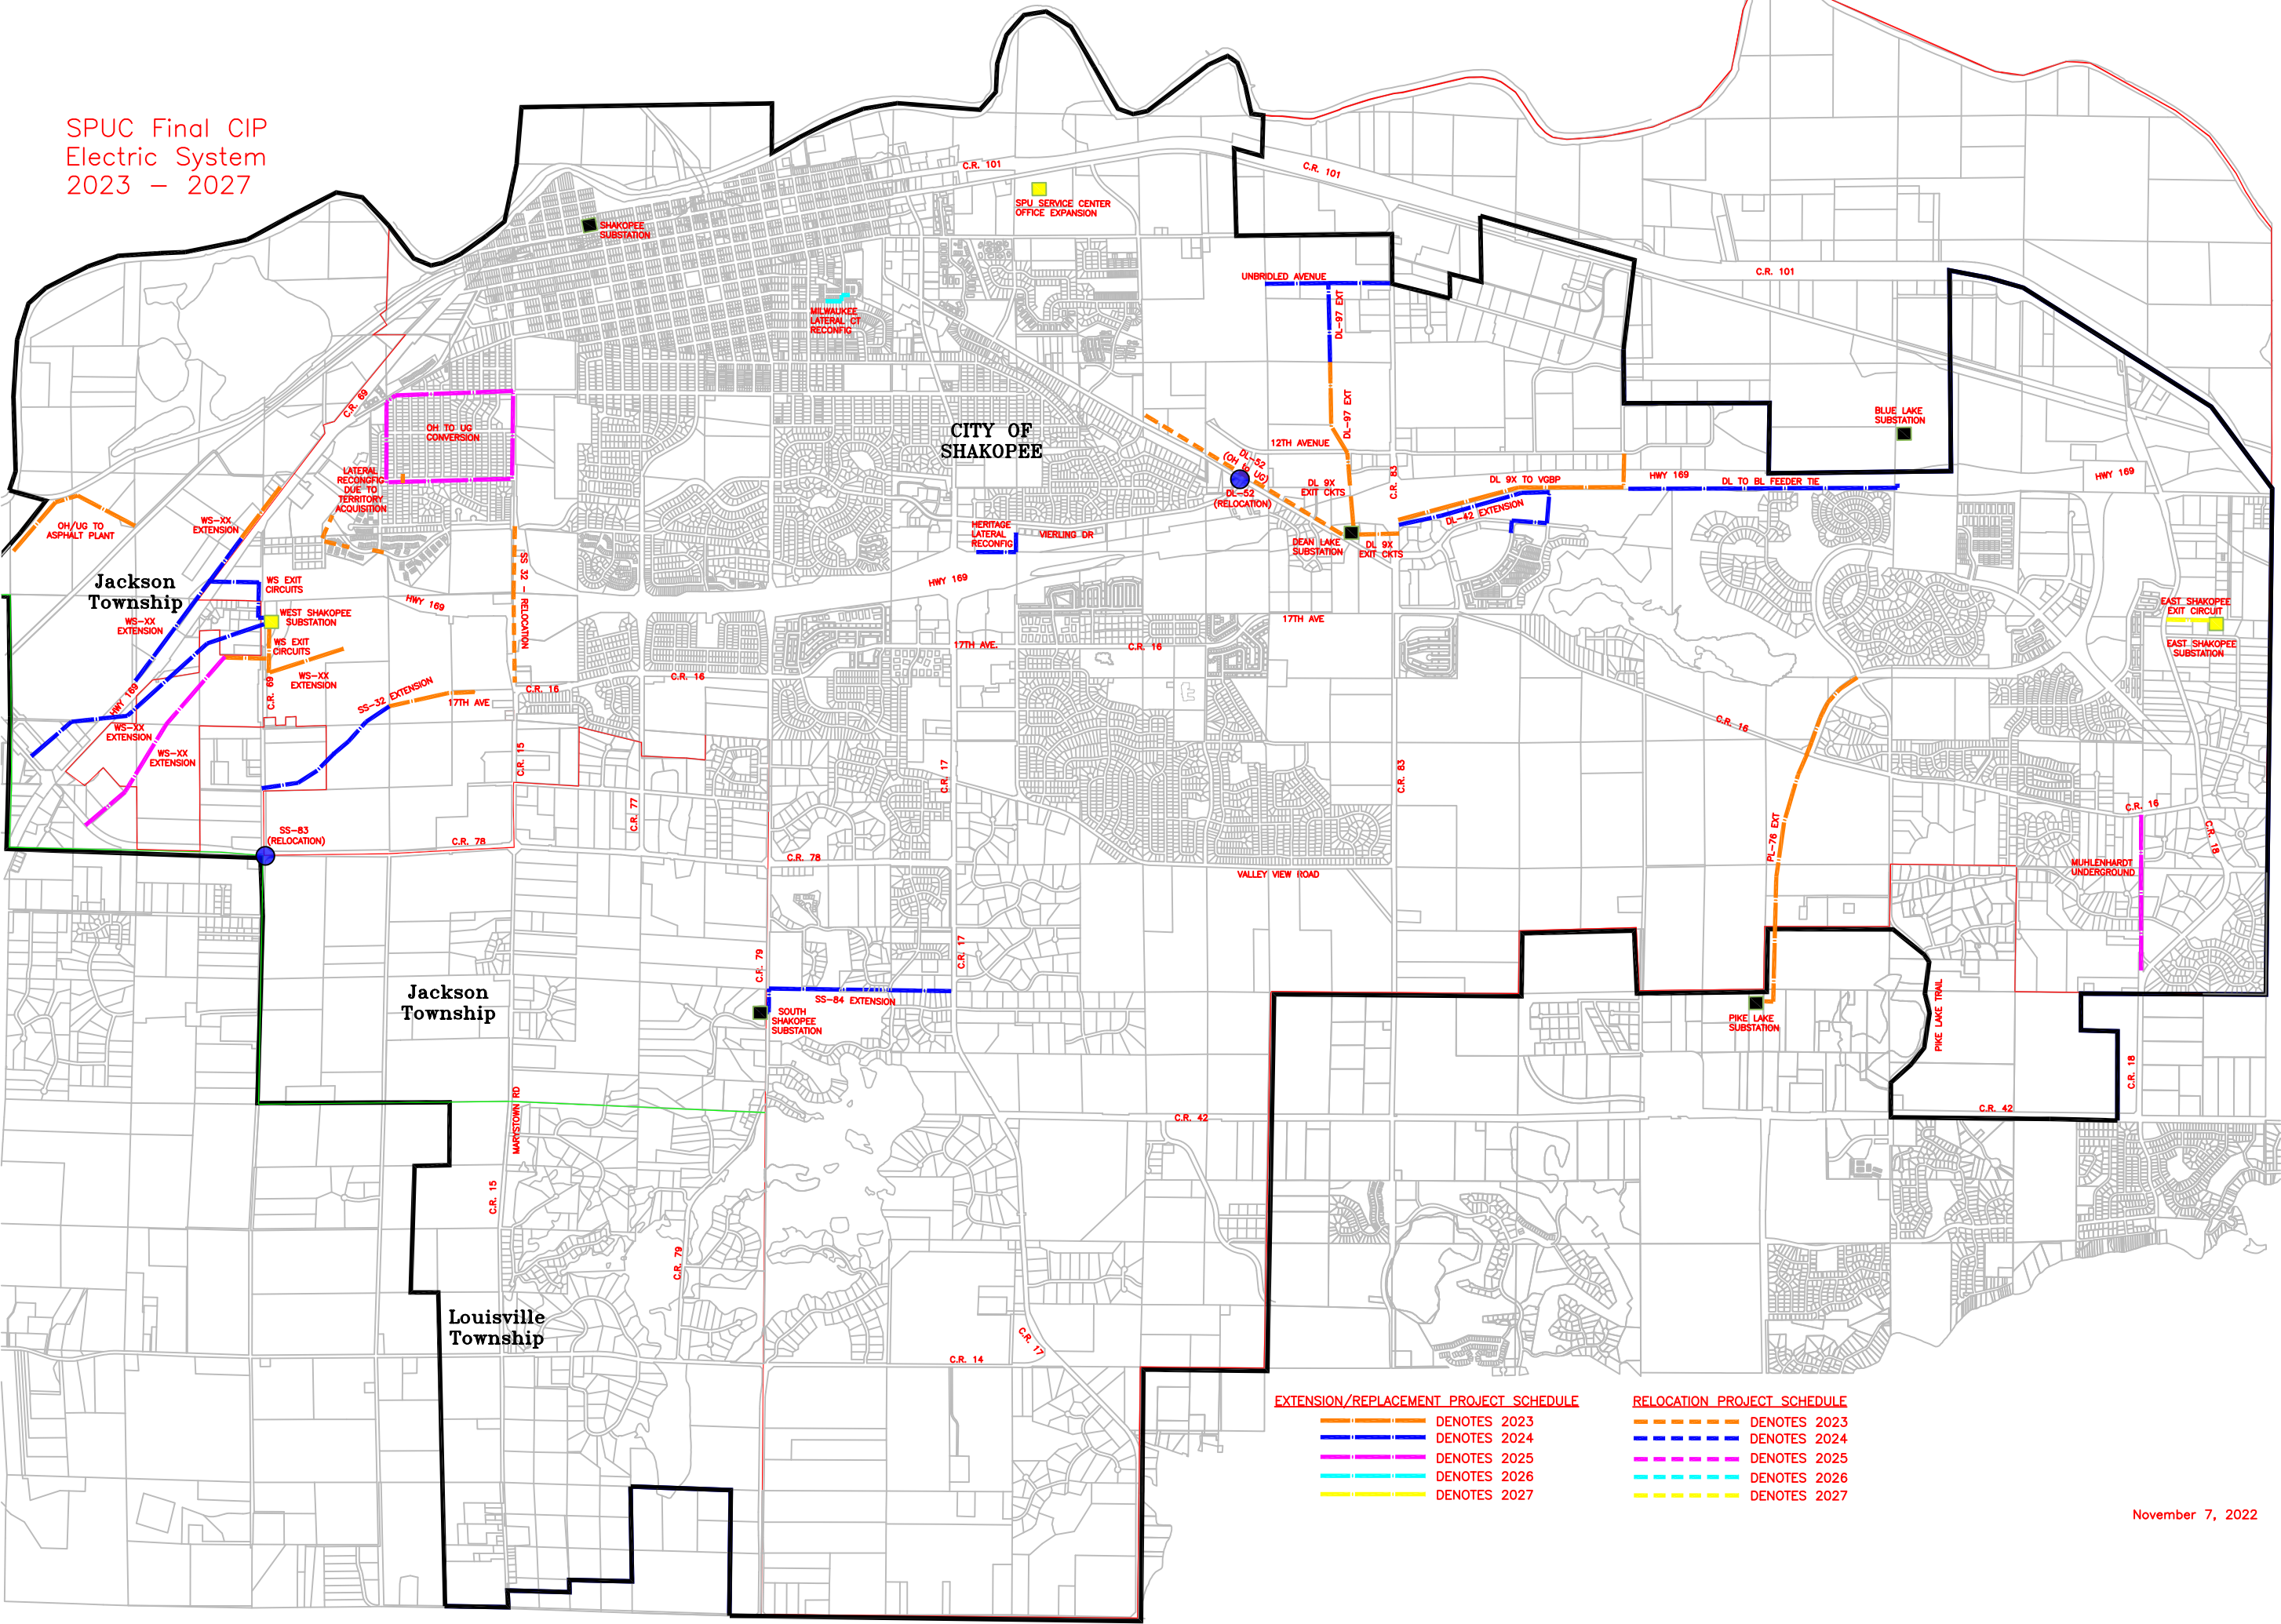 SPUC Final CIP
Electric System
2023 - 2027
C.R. 101
C.R. 101
SPU SERVICE CENTER
OFFICE EXPANSION
SHAKOPEE
SUBSTATION
C.R. 101
UNBRIDLED AVENUE
DL-97 EXT
MILWAUKEE
LATERAL CT
RECONFIG
C.R. 69
OH TO UG
CONVERSION
CITY OF
SHAKOPEE
DL-97 EXT
12TH AVENUE
BLUE LAKE
SUBSTATION
LATERAL
RECONGFIG
DUE TO
TERRITORY
ACQUISITION
DL-52
(OH to UG)
DL-52
(RELOCATION)
DL 9X
EXIT CKTS
C.R. 83
DL 9X TO VGBP
HWY 169
DL TO BL FEEDER TIE
HWY 169
DL-42 EXTENSION
OH/UG TO
ASPHALT PLANT
WS-XX
EXTENSION
HERITAGE
LATERAL
RECONFIG
VIERLING DR
DEAN LAKE
SUBSTATION
DL 9X
EXIT CKTS
Jackson
Township
WS EXIT
CIRCUITS
HWY 169
HWY 169
SS 32 - RELOCATION
WEST SHAKOPEE
SUBSTATION
WS-XX
EXTENSION
WS EXIT
CIRCUITS
EAST SHAKOPEE
EXIT CIRCUIT
17TH AVE
17TH AVE.
C.R. 16
EAST SHAKOPEE
SUBSTATION
WS-XX
EXTENSION
C.R. 69
HWY 169
SS-32 EXTENSION
17TH AVE
C.R. 16
C.R. 16
C.R. 16
WS-XX
EXTENSION
WS-XX
EXTENSION
C.R. 15
C.R. 17
C.R. 83
C.R. 77
C.R. 16
C.R. 18
PL-76 EXT
SS-83
(RELOCATION)
C.R. 78
C.R. 78
VALLEY VIEW ROAD
MUHLENHARDT
UNDERGROUND
C.R. 79
C.R. 17
Jackson
Township
SS-84 EXTENSION
SOUTH
SHAKOPEE
SUBSTATION
PIKE LAKE
SUBSTATION
PIKE LAKE TRAIL
C.R. 18
C.R. 42
C.R. 42
MARYSTOWN RD
C.R. 15
C.R. 79
Louisville
Township
C.R. 17
C.R. 14
EXTENSION/REPLACEMENT PROJECT SCHEDULE
DENOTES 2023
DENOTES 2024
DENOTES 2025
DENOTES 2026
DENOTES 2027
RELOCATION PROJECT SCHEDULE
DENOTES 2023
DENOTES 2024
DENOTES 2025
DENOTES 2026
DENOTES 2027
November 7, 2022